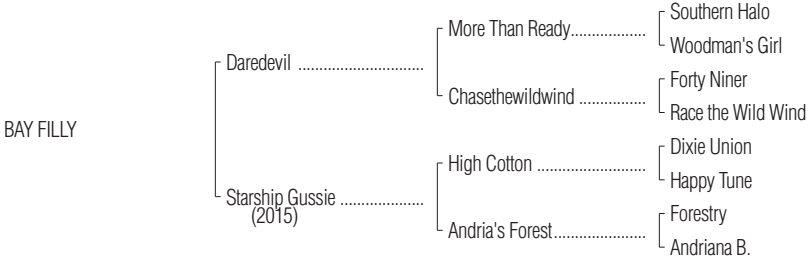 Southern Halo
More Than Ready..................
Woodman's Girl
Daredevil ..............................
Forty Niner
Chasethewildwind ................
Race the Wild Wind
BAY FILLY
Dixie Union
High Cotton ..........................
Happy Tune
Starship Gussie ....................
(2015)
Forestry
Andria's Forest......................
Andriana B.